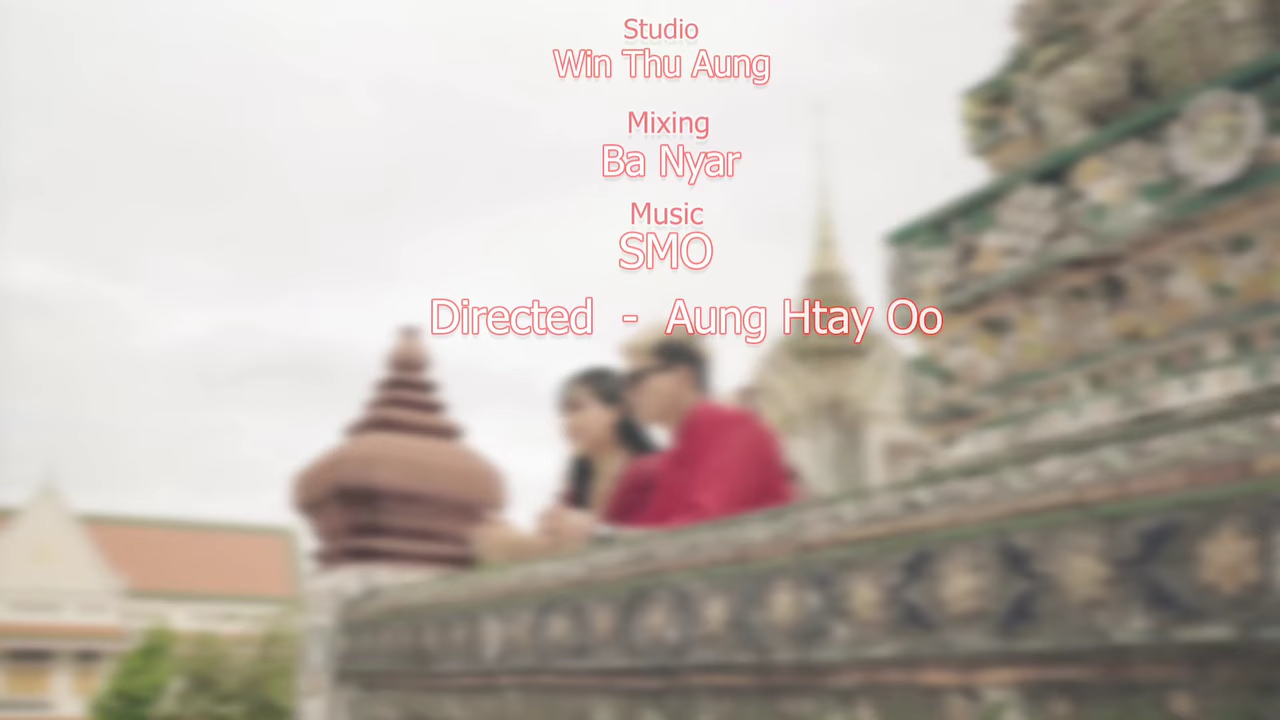 Studio
Win Thu Aung
Mixing
Ba Nyar
Music
SMO
Directed - Aung Htay Oo